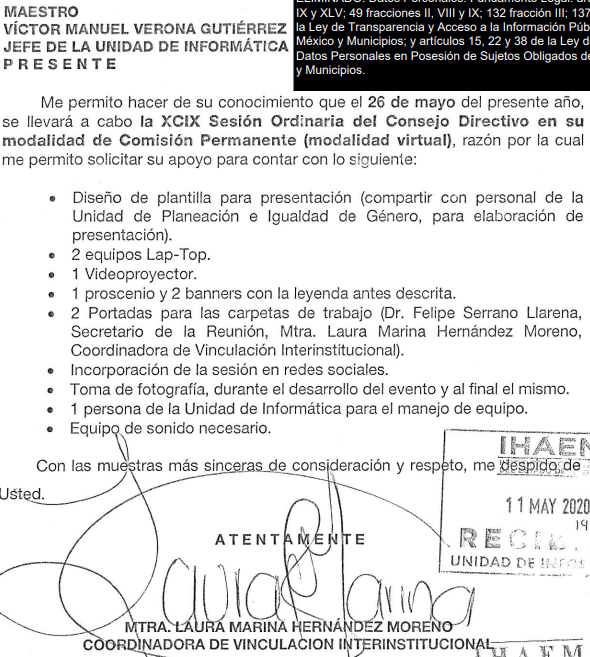 MAESTRO
VÍCTOR MANUEL VERONA GUTIÉRREZ
JEFE DE LA UNIDAD DE INFORMÁTICA
P R E S E N T E
IX y XLV; 49 fracciones II, VIII y IX; 132 fracción III; 137
la Ley de Transparencia y Acceso a la Información Púb
México y Municipios; y artículos 15, 22 y 38 de la Ley d
Datos Personales en Posesión de Sujetos Obligados de
y Municipios.
Me permito hacer de su conocimiento que el 26 de mayo del presente año,
se llevará a cabo la XCIX Sesión Ordinaria del Consejo Directivo en su
modalidad de Comisión Permanente (modalidad virtual), razón por la cual
me permito solicitar su apoyo para contar con lo siguiente:
• Diseño de plantilla para presentación (compartir con personal de la
Unidad de Planeación e Igualdad de Género, para elaboración de
presentación).
• 2 equipos Lap-Top.
• 1 Videoproyector.
• 1 proscenio y 2 banners con la leyenda antes descrita.
• 2 Portadas para las carpetas de trabajo (Dr. Felipe Serrano Llarena,
Secretario de la Reunión, Mtra. Laura Marina Hernández Moreno,
Coordinadora de Vinculación Interinstitucional).
• Incorporación de la sesión en redes sociales.
• Toma de fotografía, durante el desarrollo del evento y al final el mismo.
• 1 persona de la Unidad de Informática para el manejo de equipo.
• Equipo de sonido necesario.
Con las muestras más sinceras de consideración y respeto, me despido de
Usted.
IHAEM
11 MAY 2020
UNIDAD DE
A T E N T A M E N T E
Laura Marina
MTRA. LAURA MARINA HERNÁNDEZ MORENO
COORDINADORA DE VINCULACION INTERINSTITUCIONAL
IHAEM